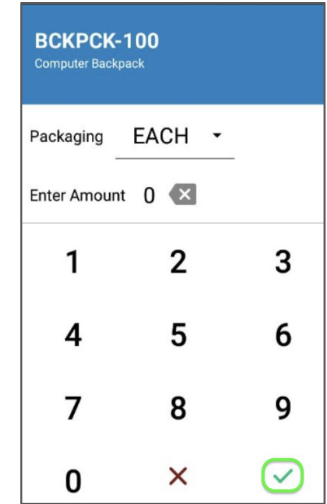 BCKPCK-100
Computer Backpack
Packaging EACH
Enter Amount 0
1 2 3
4 5 6
7 8 9
0